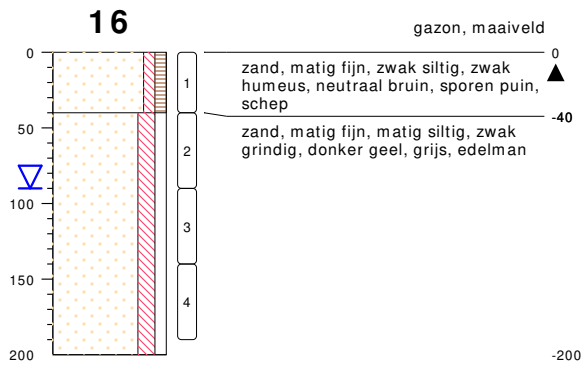 16
gazon, maaiveld
0
0
zand, matig fijn, zwak siltig, zwak
humeus, neutraal bruin, sporen puin,
schep
1
-40
50
zand, matig fijn, matig siltig, zwak
grindig, donker geel, grijs, edelman
2
100
3
150
4
200
-200